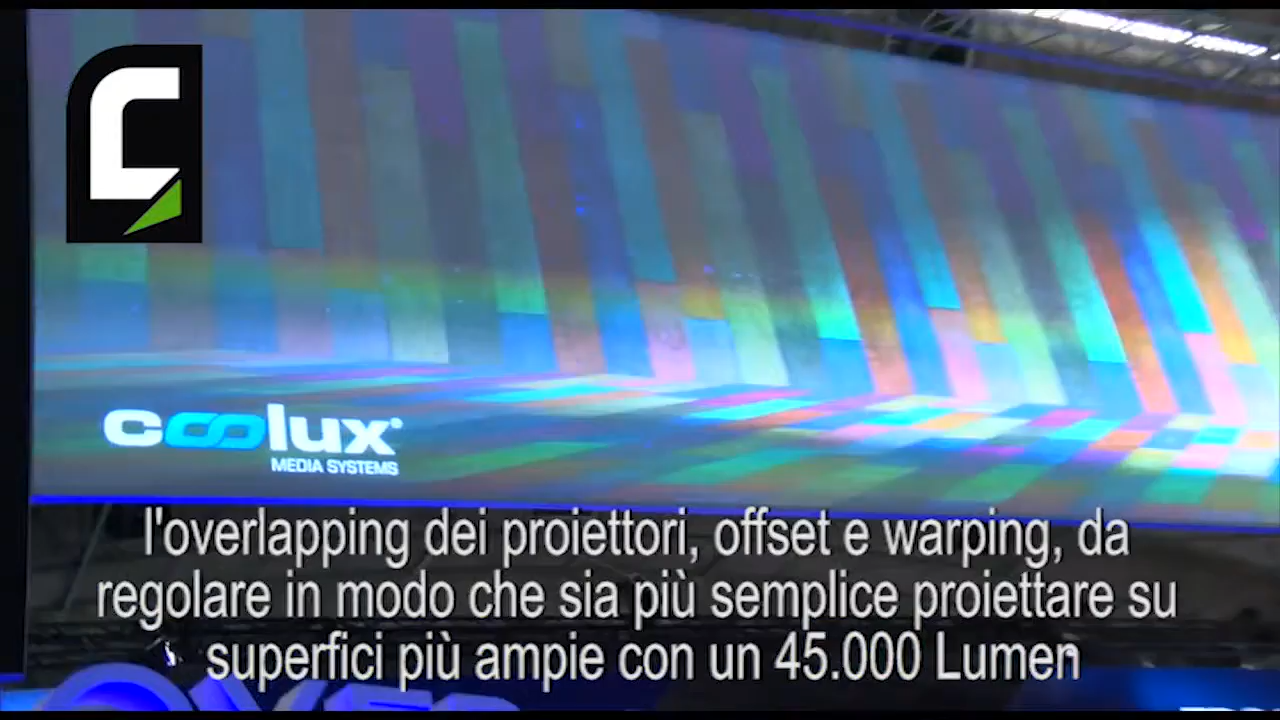 coolux®
MEDIA SYSTEMS
l'overlapping dei proiettori, offset e warping, da
regolare in modo che sia più semplice proiettare su
superfici più ampie con un 45.000 Lumen